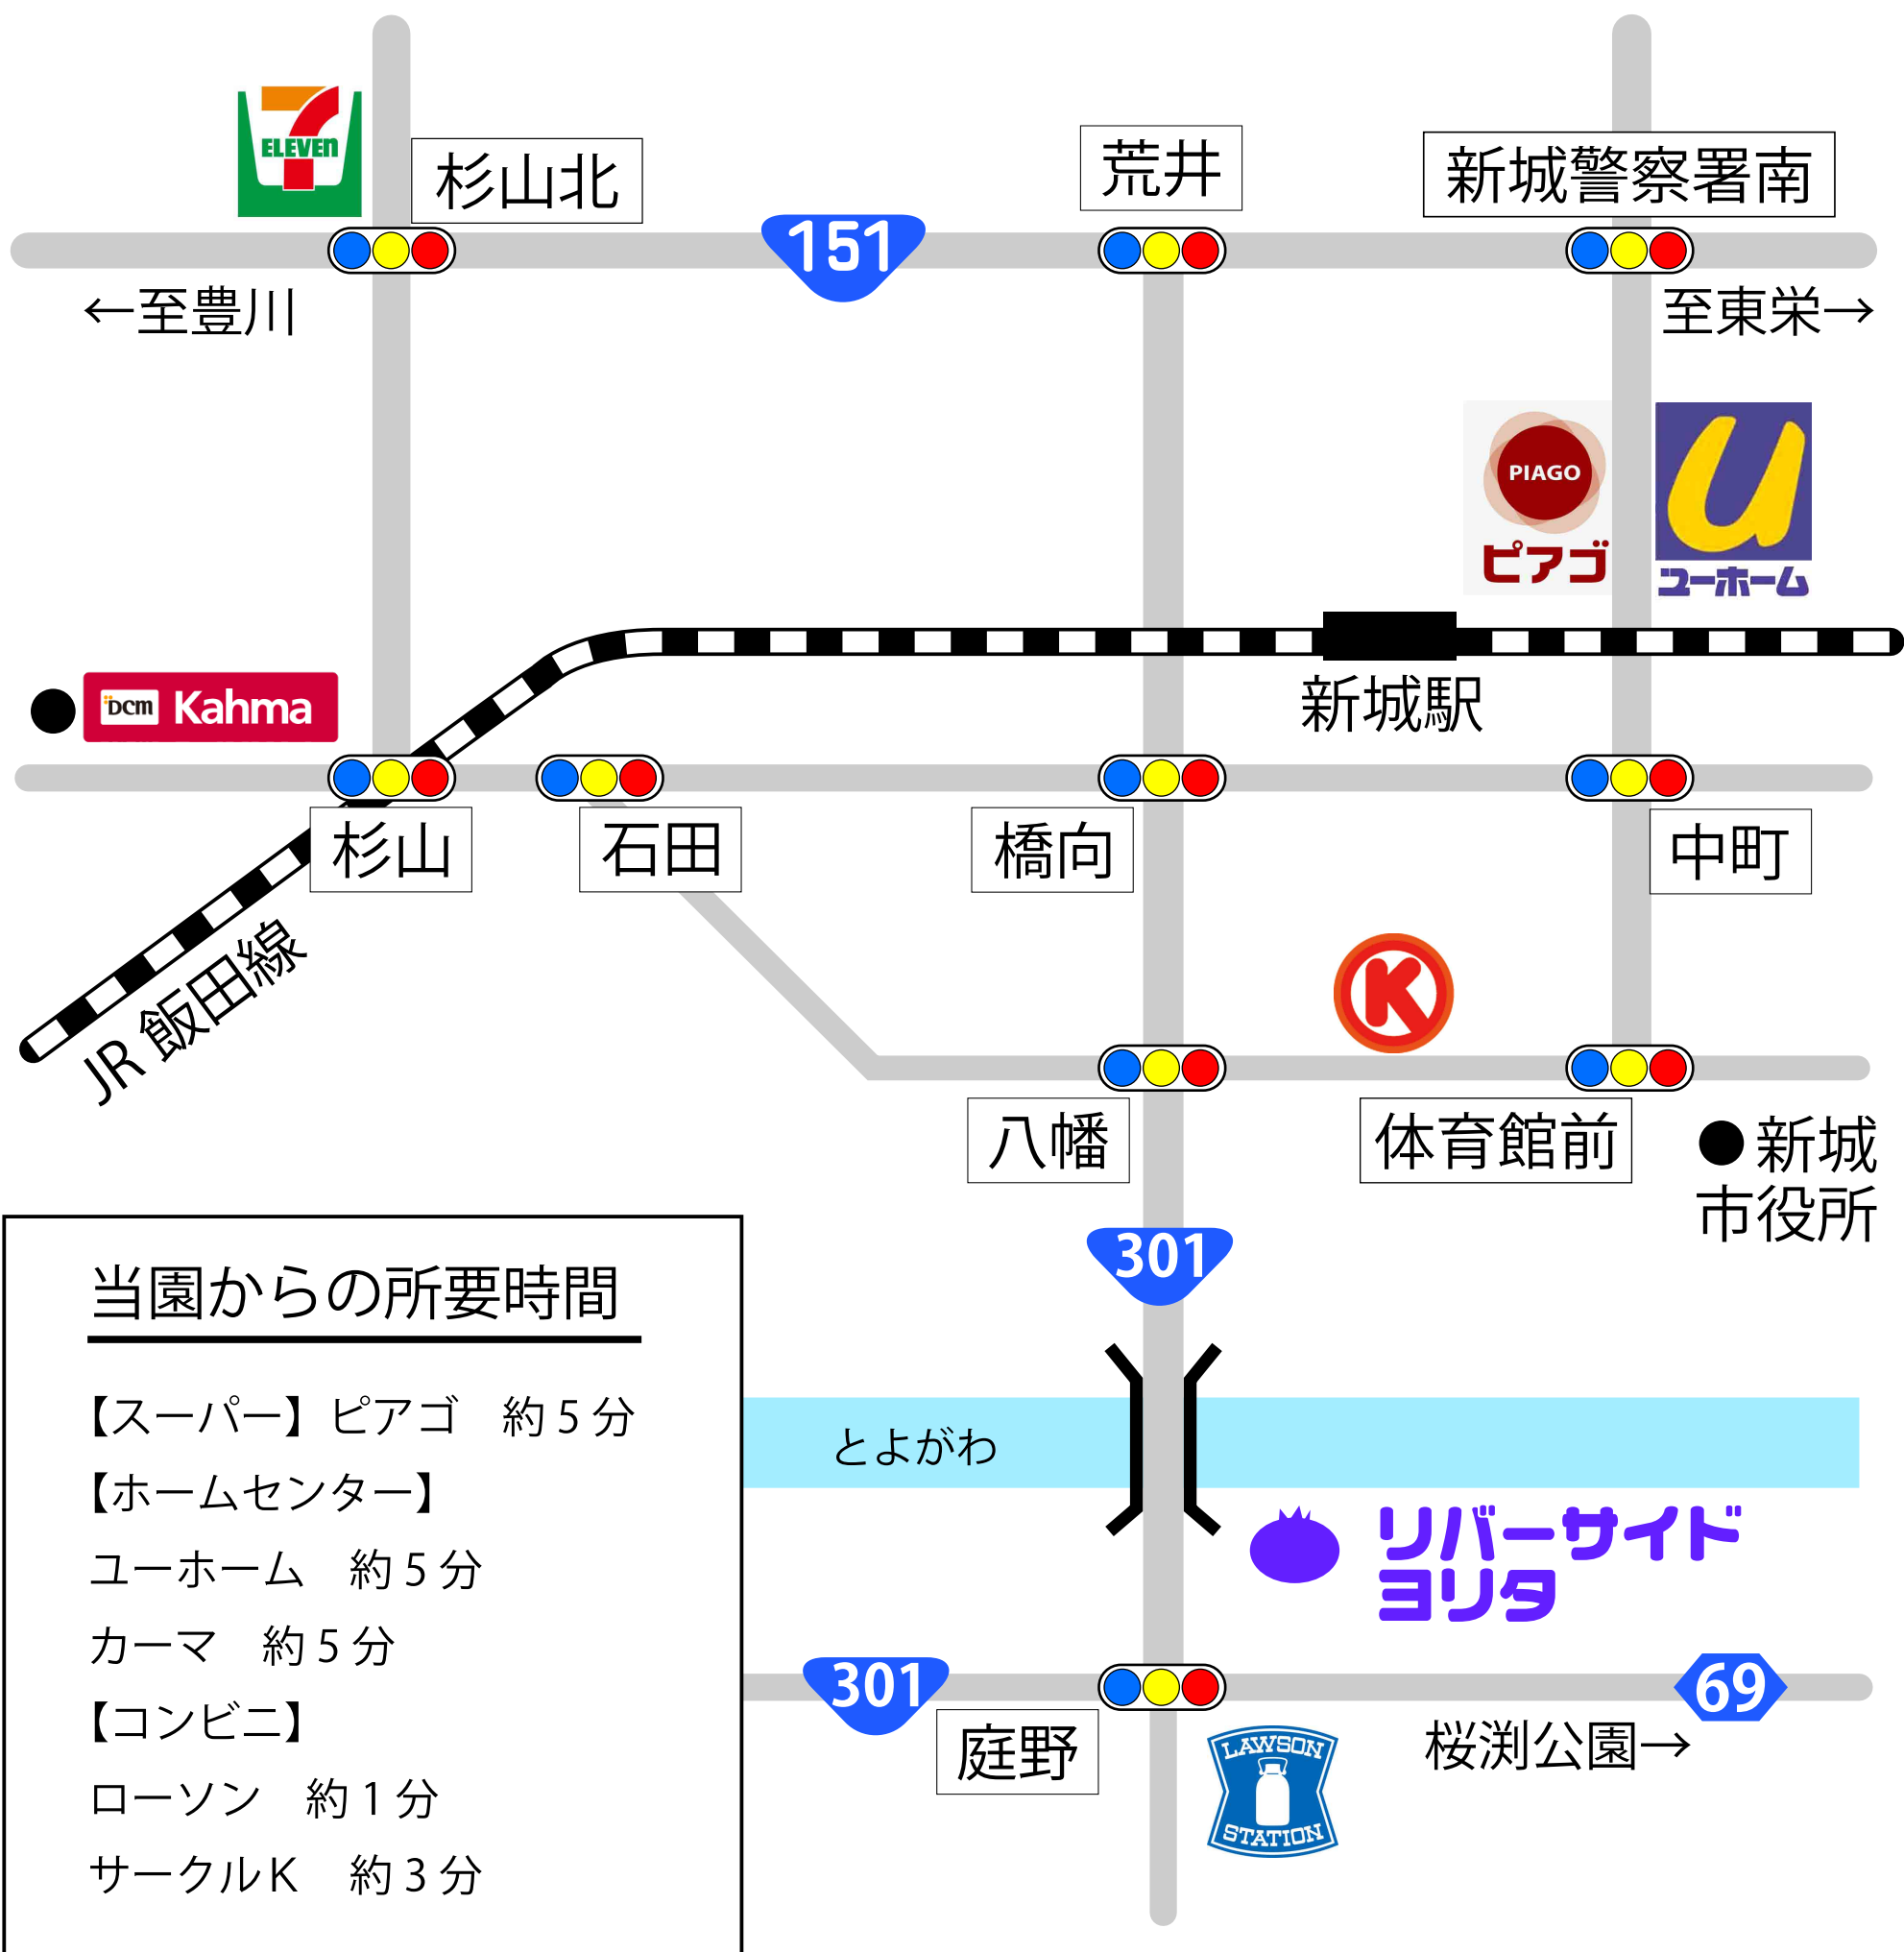 ELEVEN
杉山北
荒井
新城警察署南
151
←至豊川
至東栄→
PIAGO
ピアゴ
ユーホーム
DCM Kahma
新城駅
杉山
石田
橋向
中町
JR 飯田線
K
八幡
体育館前
●新城
市役所
301
当園からの所要時間
【スーパー】ピアゴ 約5分
【ホームセンター】
ユーホーム 約5分
カーマ 約5分
【コンビニ】
ローソン 約1分
サークルK 約3分
とよがわ
リバーサイド
ヨリタ
301
69
庭野
桜渕公園→
LAWSON
STATION